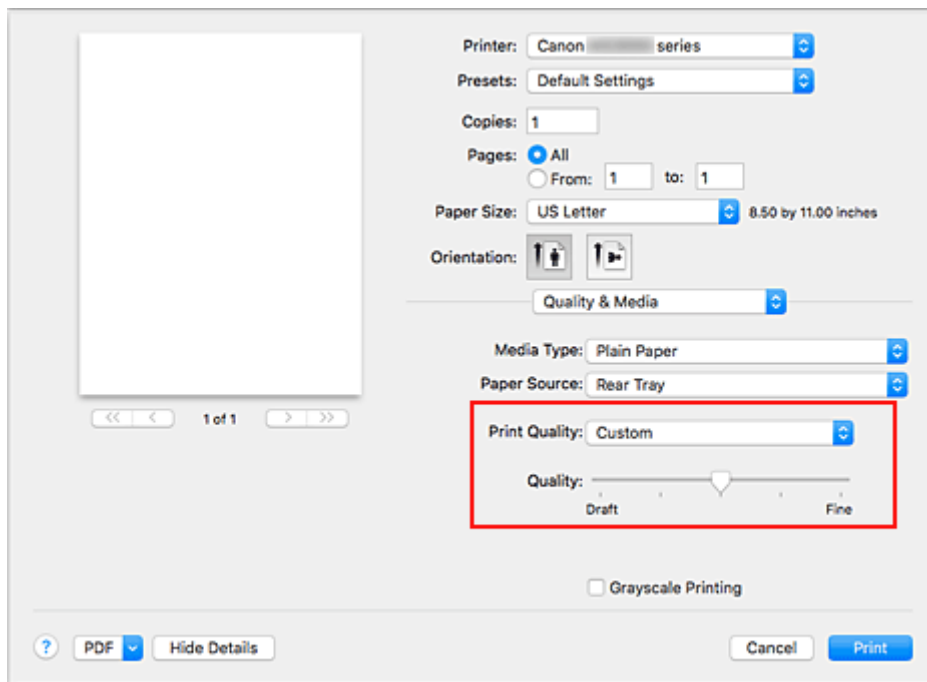 Printer: Canon series
Presets: Default Settings
Copies: 1
Pages: All
From: 1 to: 1
Paper Size: US Letter 8.50 by 11.00 inches
Orientation:
Quality & Media
Media Type: Plain Paper
Paper Source: Rear Tray
<< < 1 of 1 > >>
Print Quality: Custom
Quality:
Draft Fine
Grayscale Printing
? PDF Hide Details Cancel Print